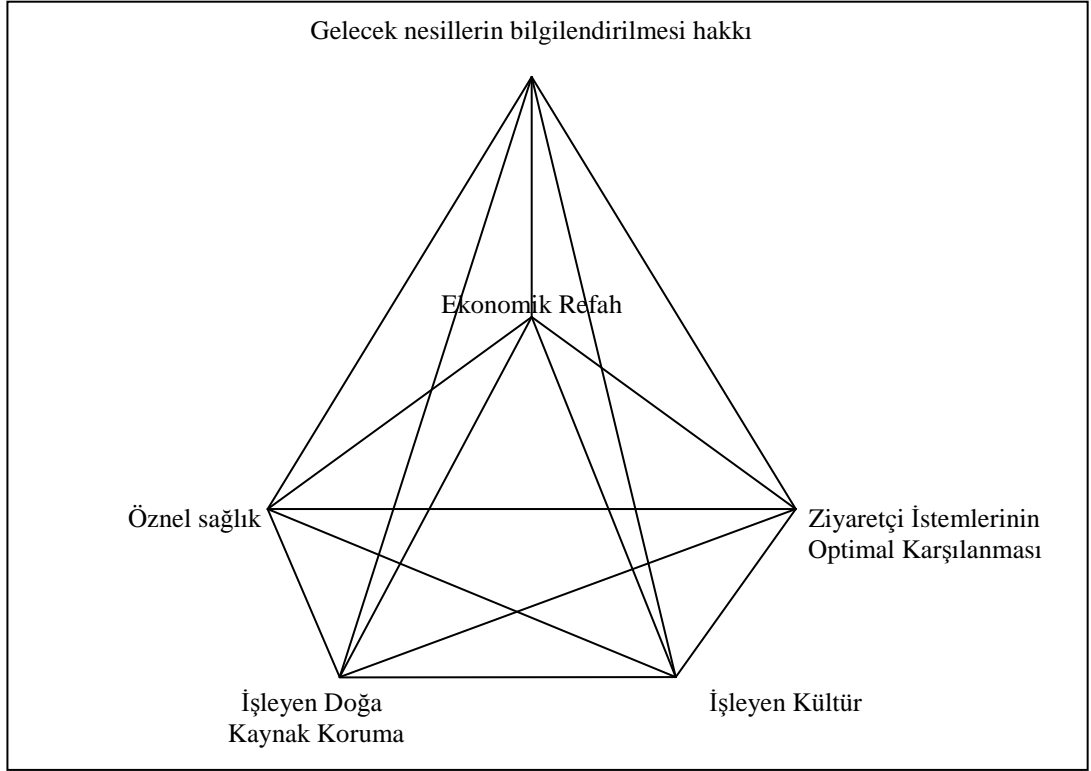 Gelecek nesillerin bilgilendirilmesi hakkı
Ekonomik Refah
Öznel sağlık
Ziyaretçi İstemlerinin
Optimal Karşılanması
İşleyen Doğa
Kaynak Koruma
İşleyen Kültür